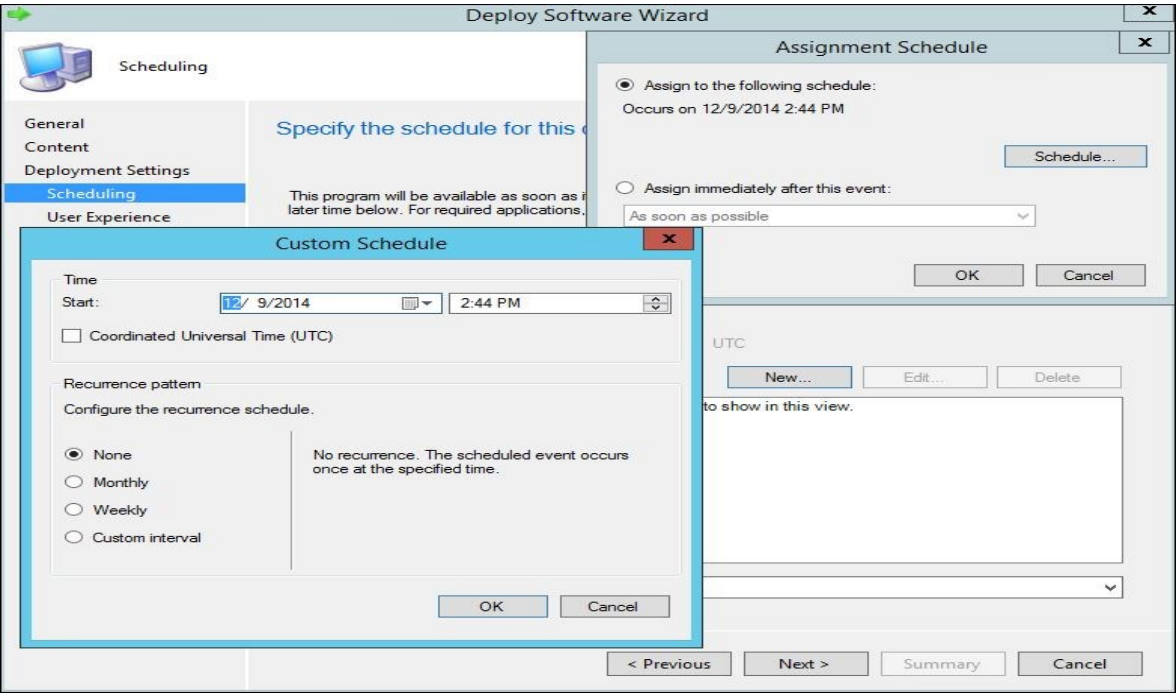 Deploy Software Wizard
x
Scheduling
General
Content
Deployment Settings
Scheduling
User Experience
Specify the schedule for this
This program will be available as soon as
later time below. For required applications,
Assignment Schedule
x
Assign to the following schedule:
Occurs on 12/9/2014 2:44 PM
Schedule...
Assign immediately after this event:
As soon as possible
OK
Cancel
Custom Schedule
x
Time
Start:
12/ 9/2014
2:44 PM
Coordinated Universal Time (UTC)
Recurrence pattern
Configure the recurrence schedule.
None
Monthly
Weekly
Custom interval
No recurrence. The scheduled event occurs
once at the specified time.
OK
Cancel
UTC
New...
Edit...
Delete
to show in this view.
< Previous
Next >
Summary
Cancel